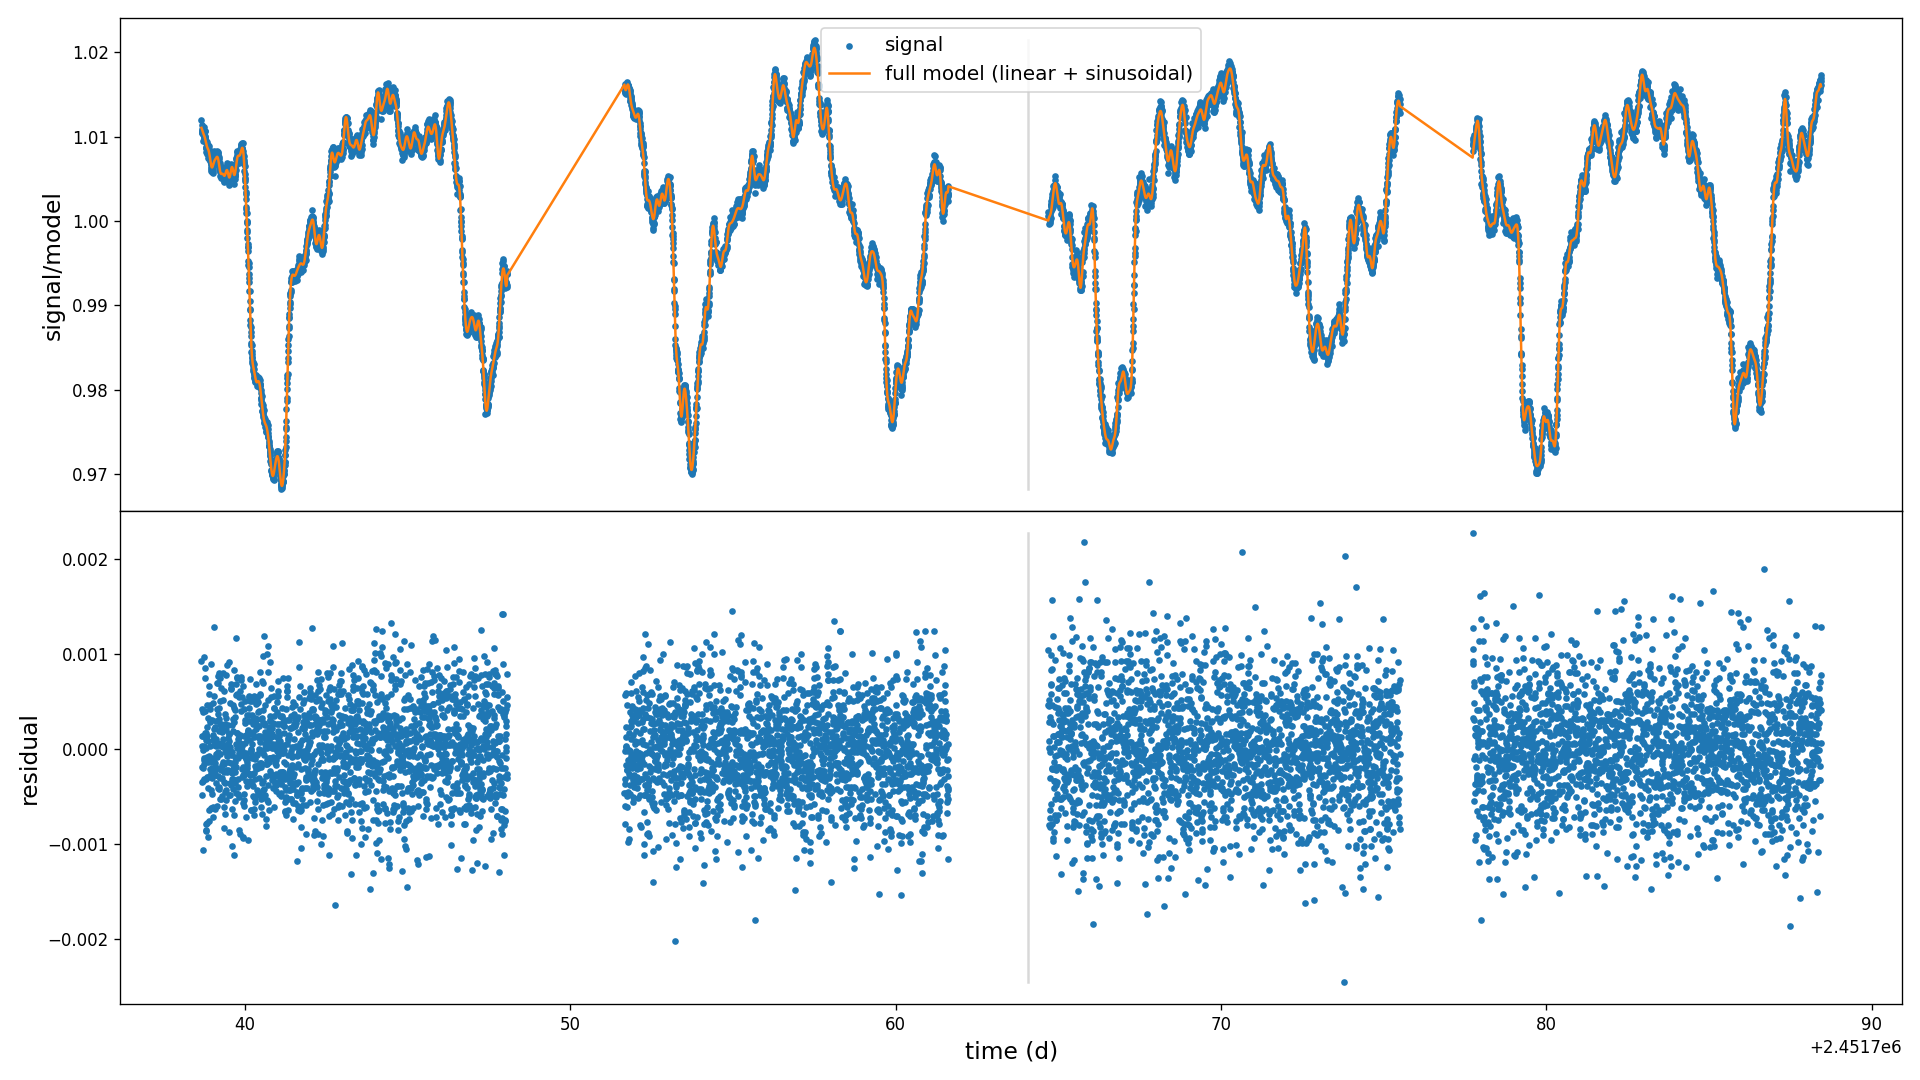 signal
full model (linear + sinusoidal)
signal/model
1.02
1.01
1.00
0.99
0.98
0.97
residual
0.002
0.001
0.000
−0.001
−0.002
40
50
60
70
80
90
time (d)
+2.4517e6